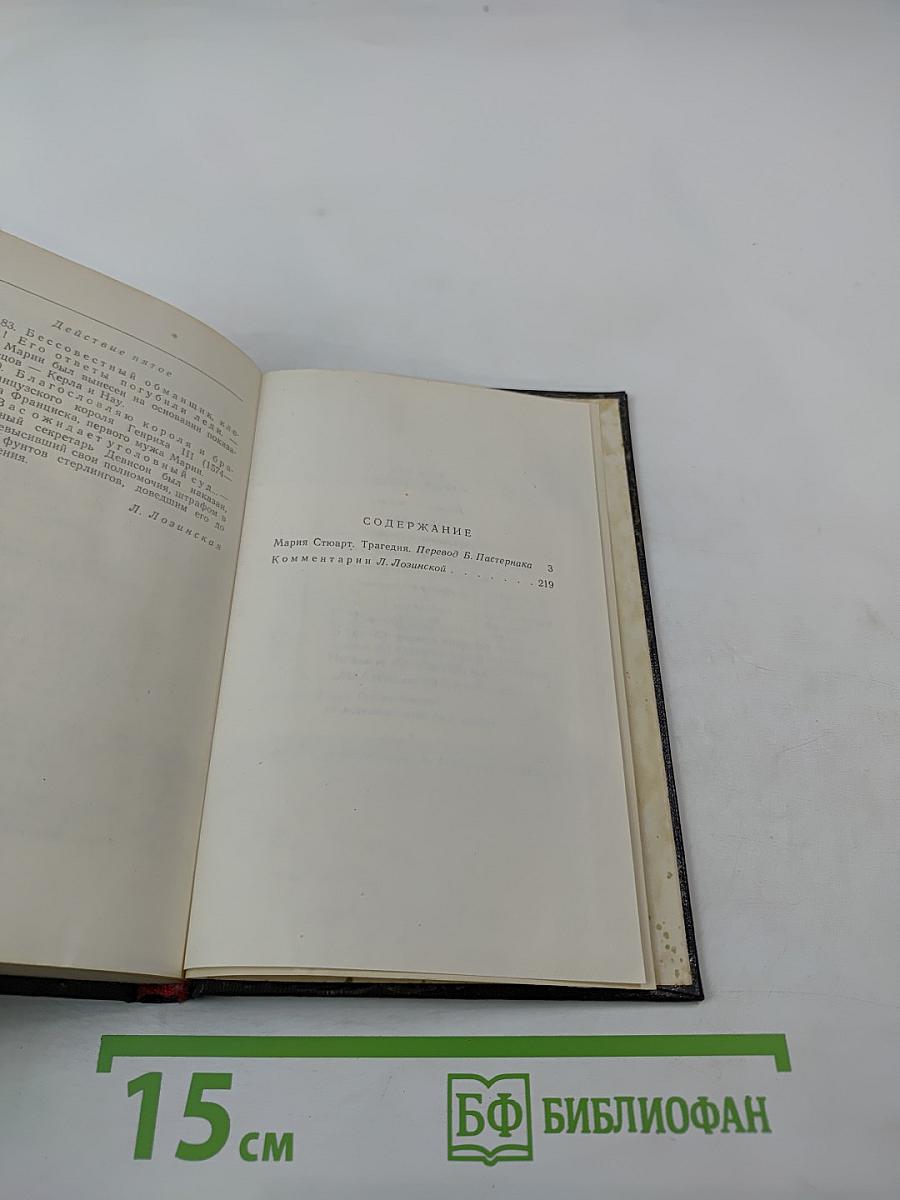 Действие пятое
83. Бессовестный обманщик, кле-
! Его ответы погубили леди. —
Марии был вынесен на основании показа-
цов — Керла и Нау.
Благословляю короля и бра-
нцузского короля Генриха III (1574—
а Франциска, первого мужа Марии.
Вас ожидает уголовный суд... —
ный секретарь Девисон был наказан,
евысивший свои полномочия, штрафом в
фунтов стерлингов, доведшим его до
ения.
Л. Лозинская
СОДЕРЖАНИЕ
Мария Стюарт. Трагедия. Перевод Б. Пастернака 3
Комментарии Л. Лозинской . . . . . . . 219
15 см
БФ БИБЛИОФАН